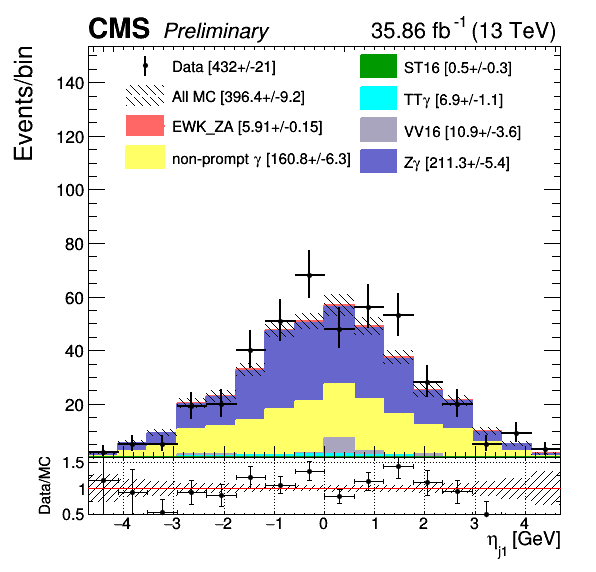 CMS Preliminary 35.86 fb⁻¹ (13 TeV)
Events/bin
Data [432+/-21]
All MC [396.4+/-9.2]
EWK_ZA [5.91+/-0.15]
non-prompt γ [160.8+/-6.3]
ST16 [0.5+/-0.3]
TTγ [6.9+/-1.1]
VV16 [10.9+/-3.6]
Zγ [211.3+/-5.4]
140
120
100
80
60
40
20
Data/MC
1.5
1
0.5
−4 −3 −2 −1 0 1 2 3 4
η_{j1} [GeV]